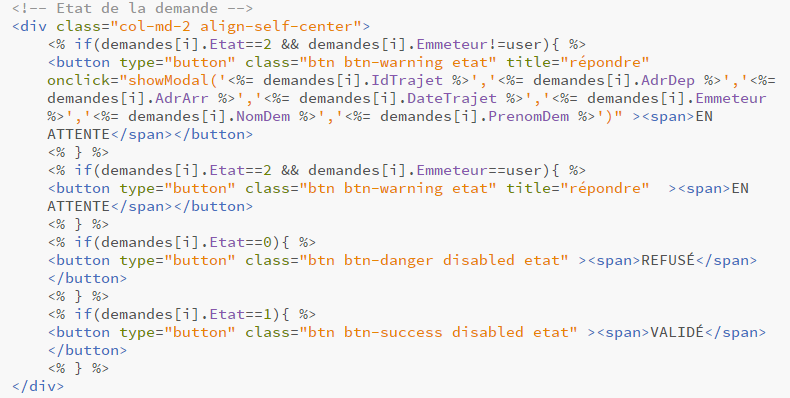 <!-- Etat de la demande -->
<div class="col-md-2 align-self-center">
<% if(demandes[i].Etat==2 && demandes[i].Emmeteur!=user){ %>
<button type="button" class="btn btn-warning etat" title="répondre"
onclick="showModal('<%= demandes[i].IdTrajet %>','<%= demandes[i].AdrDep %>','<%=
demandes[i].AdrArr %>','<%= demandes[i].DateTrajet %>','<%= demandes[i].Emmeteur
%>','<%= demandes[i].NomDem %>','<%= demandes[i].PrenomDem %>')" ><span>EN
ATTENTE</span></button>
<% } %>
<% if(demandes[i].Etat==2 && demandes[i].Emmeteur==user){ %>
<button type="button" class="btn btn-warning etat" title="répondre"  ><span>EN
ATTENTE</span></button>
<% } %>
<% if(demandes[i].Etat==0){ %>
<button type="button" class="btn btn-danger disabled etat" ><span>REFUSÉ</span>
</button>
<% } %>
<% if(demandes[i].Etat==1){ %>
<button type="button" class="btn btn-success disabled etat" ><span>VALIDÉ</span>
</button>
<% } %>
</div>